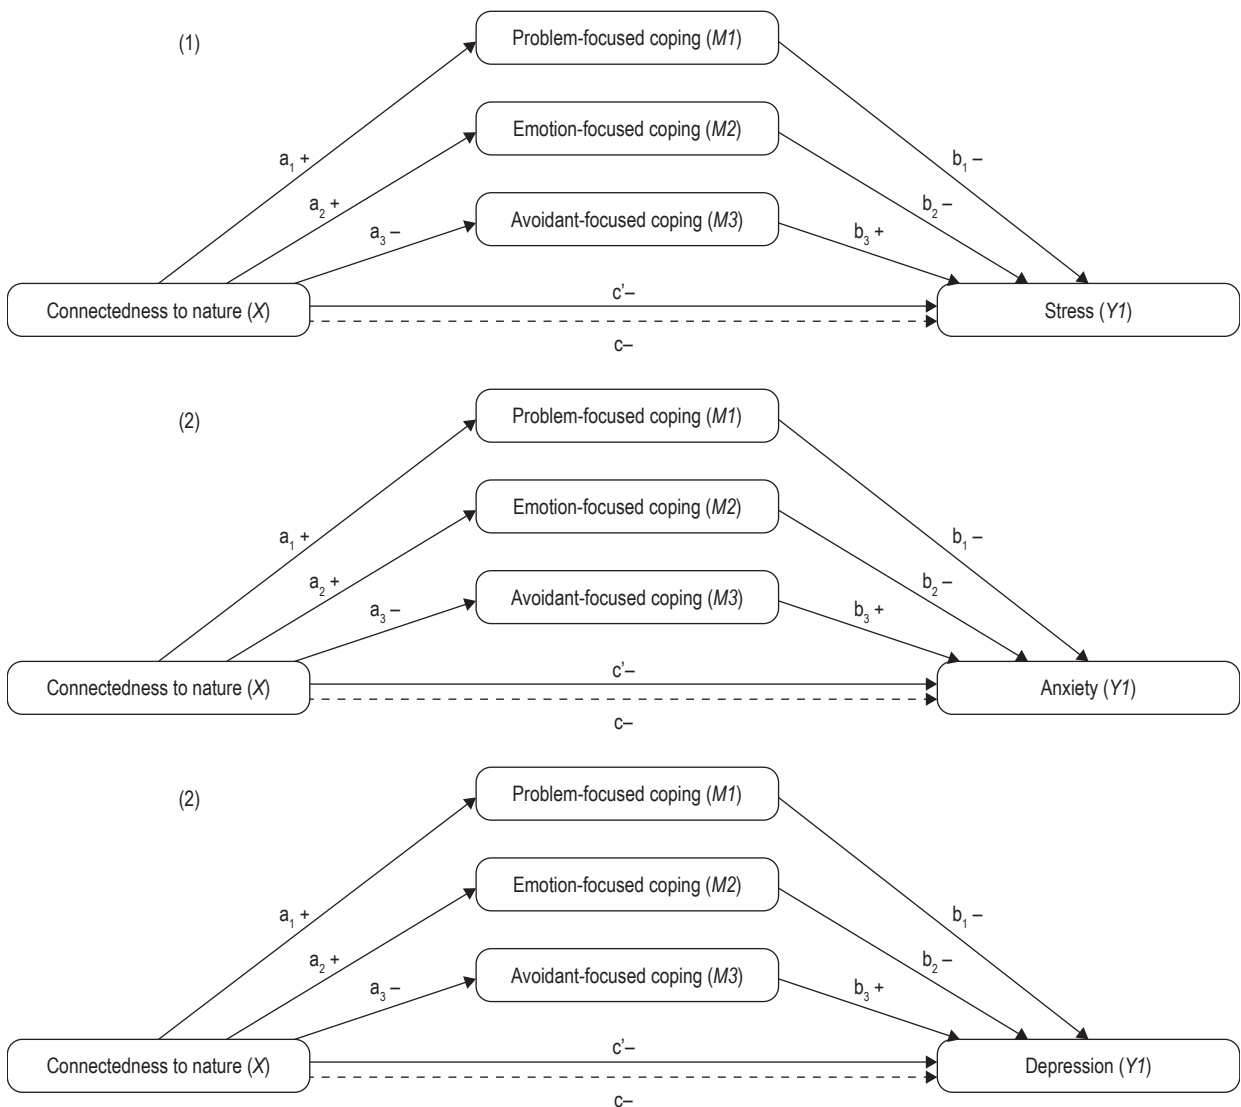 (1)
Problem-focused coping (M1)
Emotion-focused coping (M2)
Avoidant-focused coping (M3)
a1 +
a2 +
a3 –
b1 –
b2 –
b3 +
Connectedness to nature (X)
c'–
c–
Stress (Y1)
(2)
Problem-focused coping (M1)
Emotion-focused coping (M2)
Avoidant-focused coping (M3)
a1 +
a2 +
a3 –
b1 –
b2 –
b3 +
Connectedness to nature (X)
c'–
c–
Anxiety (Y1)
(2)
Problem-focused coping (M1)
Emotion-focused coping (M2)
Avoidant-focused coping (M3)
a1 +
a2 +
a3 –
b1 –
b2 –
b3 +
Connectedness to nature (X)
c'–
c–
Depression (Y1)